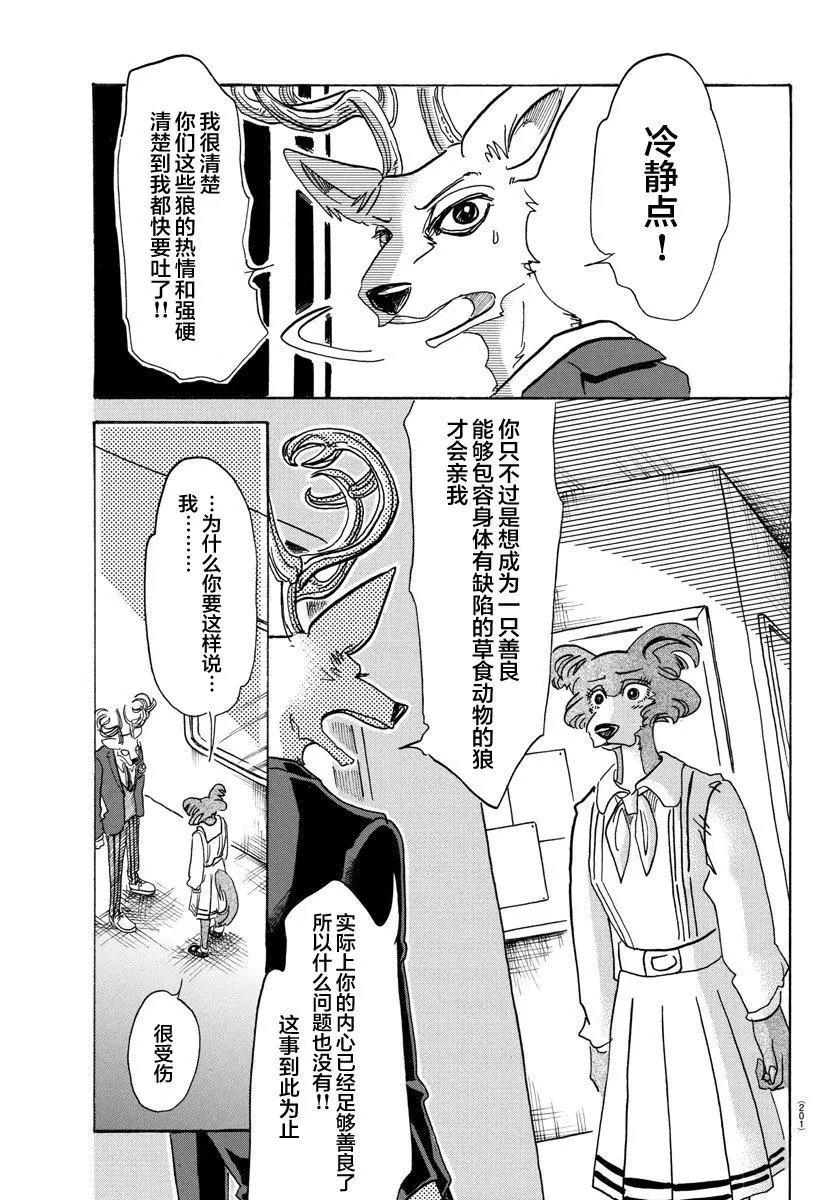 冷静点！
我很清楚
你们这些狼的热情和强硬
清楚到我都快要吐了!!
你只不过是想成为一只善良
能够包容身体有缺陷的草食动物的狼
才会亲我
实际上你的内心已经足够善良了
所以什么问题也没有!!
这事到此为止
…为什么你要这样说…
我………
很受伤
(201)